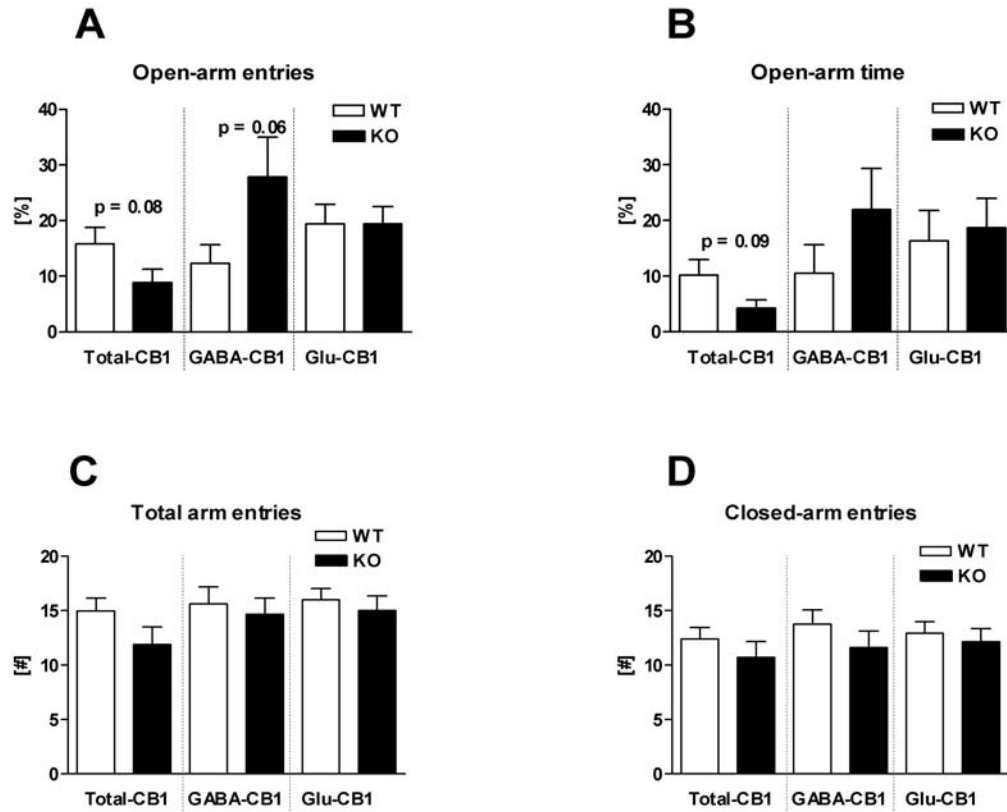 A
Open-arm entries
WT
KO
40
30
20
10
0
[%]
p = 0.08
p = 0.06
Total-CB1
GABA-CB1
Glu-CB1
B
Open-arm time
WT
KO
40
30
20
10
0
[%]
p = 0.09
Total-CB1
GABA-CB1
Glu-CB1
C
Total arm entries
WT
KO
20
15
10
5
0
[#]
Total-CB1
GABA-CB1
Glu-CB1
D
Closed-arm entries
WT
KO
20
15
10
5
0
[#]
Total-CB1
GABA-CB1
Glu-CB1